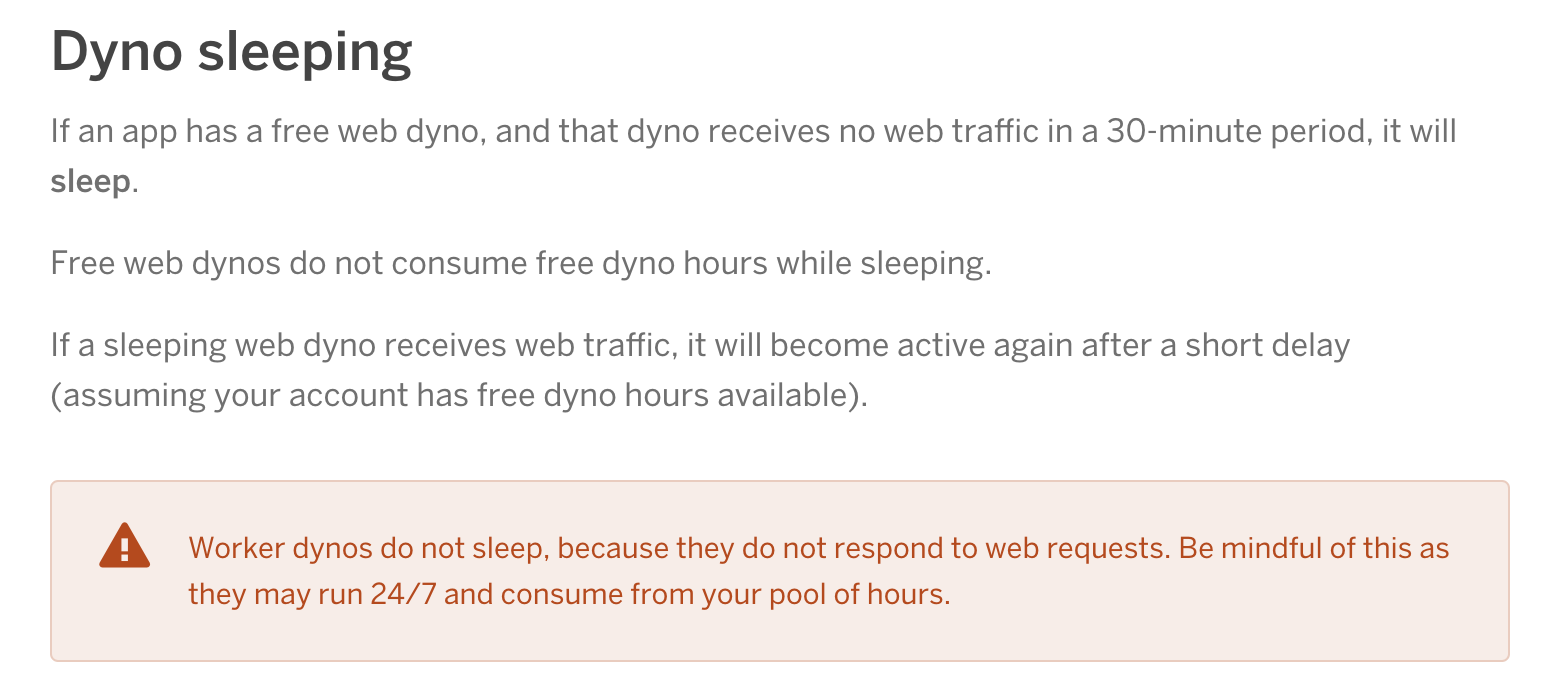 Dyno sleeping
If an app has a free web dyno, and that dyno receives no web traffic in a 30-minute period, it will
sleep.
Free web dynos do not consume free dyno hours while sleeping.
If a sleeping web dyno receives web traffic, it will become active again after a short delay
(assuming your account has free dyno hours available).
Worker dynos do not sleep, because they do not respond to web requests. Be mindful of this as
they may run 24/7 and consume from your pool of hours.